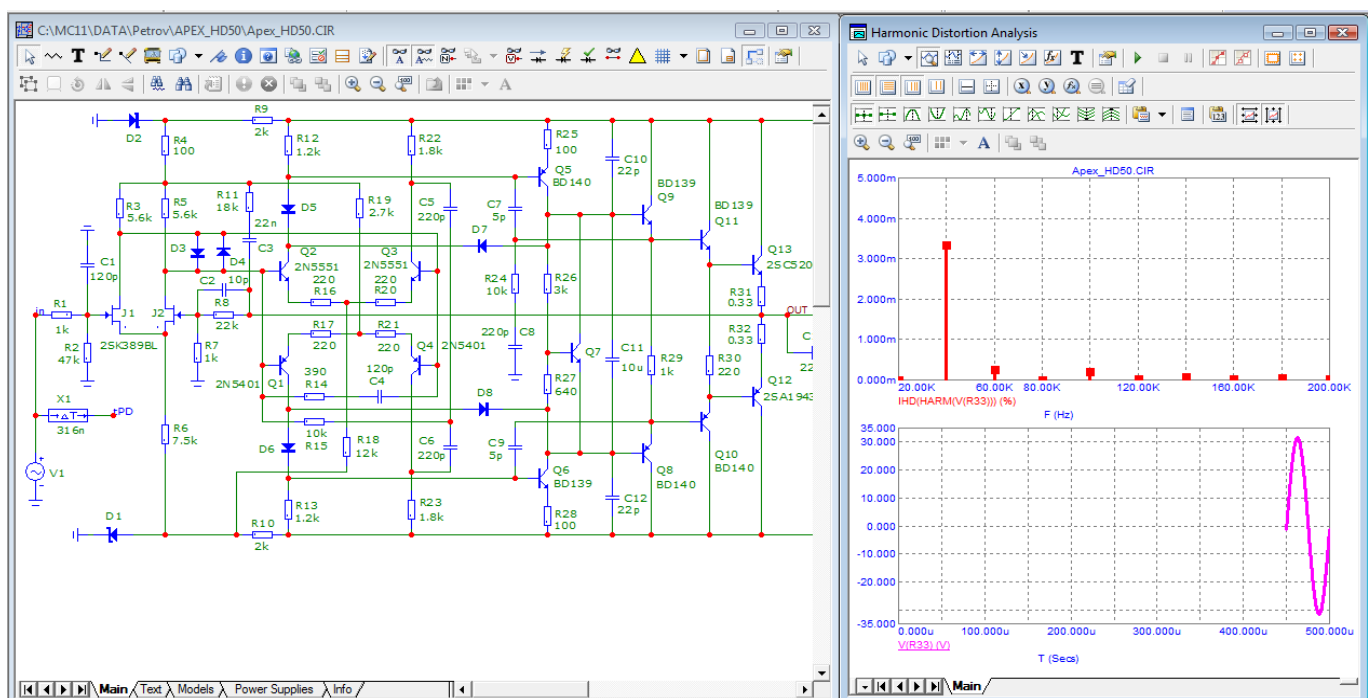 C:\MC11\DATA\Petrov\APEX_HD50\Apex_HD50.CIR
D2
R9
2k
R4
100
R12
1.2k
R22
1.8k
R25
100
C10
22p
Q5
BD140
BD139
Q9
BD139
Q11
R3
5.6k
R5
5.6k
R11
18k
22n
C3
D5
R19
2.7k
C5
220p
C7
5p
D7
Q13
2SC520
C1
120p
D3
D4
C2
10p
Q2
2N5551
220
R16
Q3
2N5551
220
R20
R24
10k
R26
3k
R31
0.33
in
R1
1k
J1
J2
2SK389BL
R8
22k
OUT
R2
47k
R7
1k
R17
220
R21
220
Q4
2N5401
220p
C8
Q7
C11
10u
R29
1k
R30
220
R32
0.33
C
22
Q1
2N5401
390
R14
120p
C4
R27
640
Q12
2SA1943
X1
316n
tPD
D8
10k
R15
R18
12k
R6
7.5k
D6
C6
220p
C9
5p
Q10
BD140
V1
Q6
BD139
Q8
BD140
R13
1.2k
R23
1.8k
C12
22p
R28
100
D1
R10
2k
Main
Text
Models
Power Supplies
Info
Harmonic Distortion Analysis
Apex_HD50.CIR
5.000m
4.000m
3.000m
2.000m
1.000m
0.000m
20.00K 60.00K 80.00K 120.00K 160.00K 200.00K
IHD(HARM(V(R33))) (%)
F (Hz)
35.000
30.000
20.000
10.000
0.000
-10.000
-20.000
-35.000
0.000u 100.000u 200.000u 300.000u 400.000u 500.000u
V(R33) (V)
T (Secs)
Main